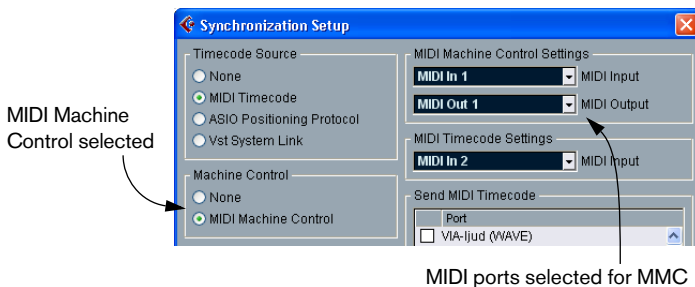 Synchronization Setup
Timecode Source
None
MIDI Timecode
ASIO Positioning Protocol
Vst System Link
Machine Control
None
MIDI Machine Control
MIDI Machine Control Settings
MIDI In 1 MIDI Input
MIDI Out 1 MIDI Output
MIDI Timecode Settings
MIDI In 2 MIDI Input
Send MIDI Timecode
Port
VIA-ljud (WAVE)
MIDI Machine
Control selected
MIDI ports selected for MMC